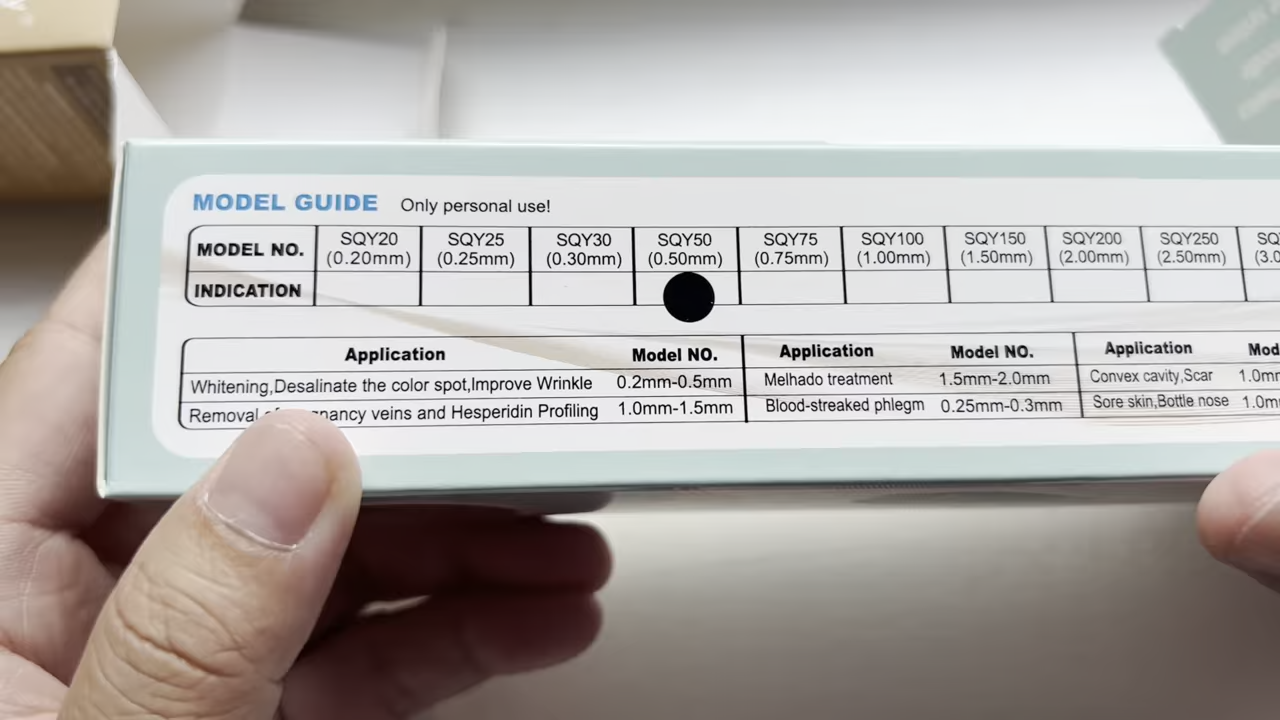 MODEL GUIDE Only personal use!
MODEL NO. SQY20 SQY25 SQY30 SQY50 SQY75 SQY100 SQY150 SQY200 SQY250
(0.20mm) (0.25mm) (0.30mm) (0.50mm) (0.75mm) (1.00mm) (1.50mm) (2.00mm) (2.50mm)
INDICATION
Application Model NO. Application Model NO. Application
Whitening,Desalinate the color spot,Improve Wrinkle 0.2mm-0.5mm Melhado treatment 1.5mm-2.0mm Convex cavity,Scar
Removal veins and Hesperidin Profiling 1.0mm-1.5mm Blood-streaked phlegm 0.25mm-0.3mm Sore skin,Bottle nose